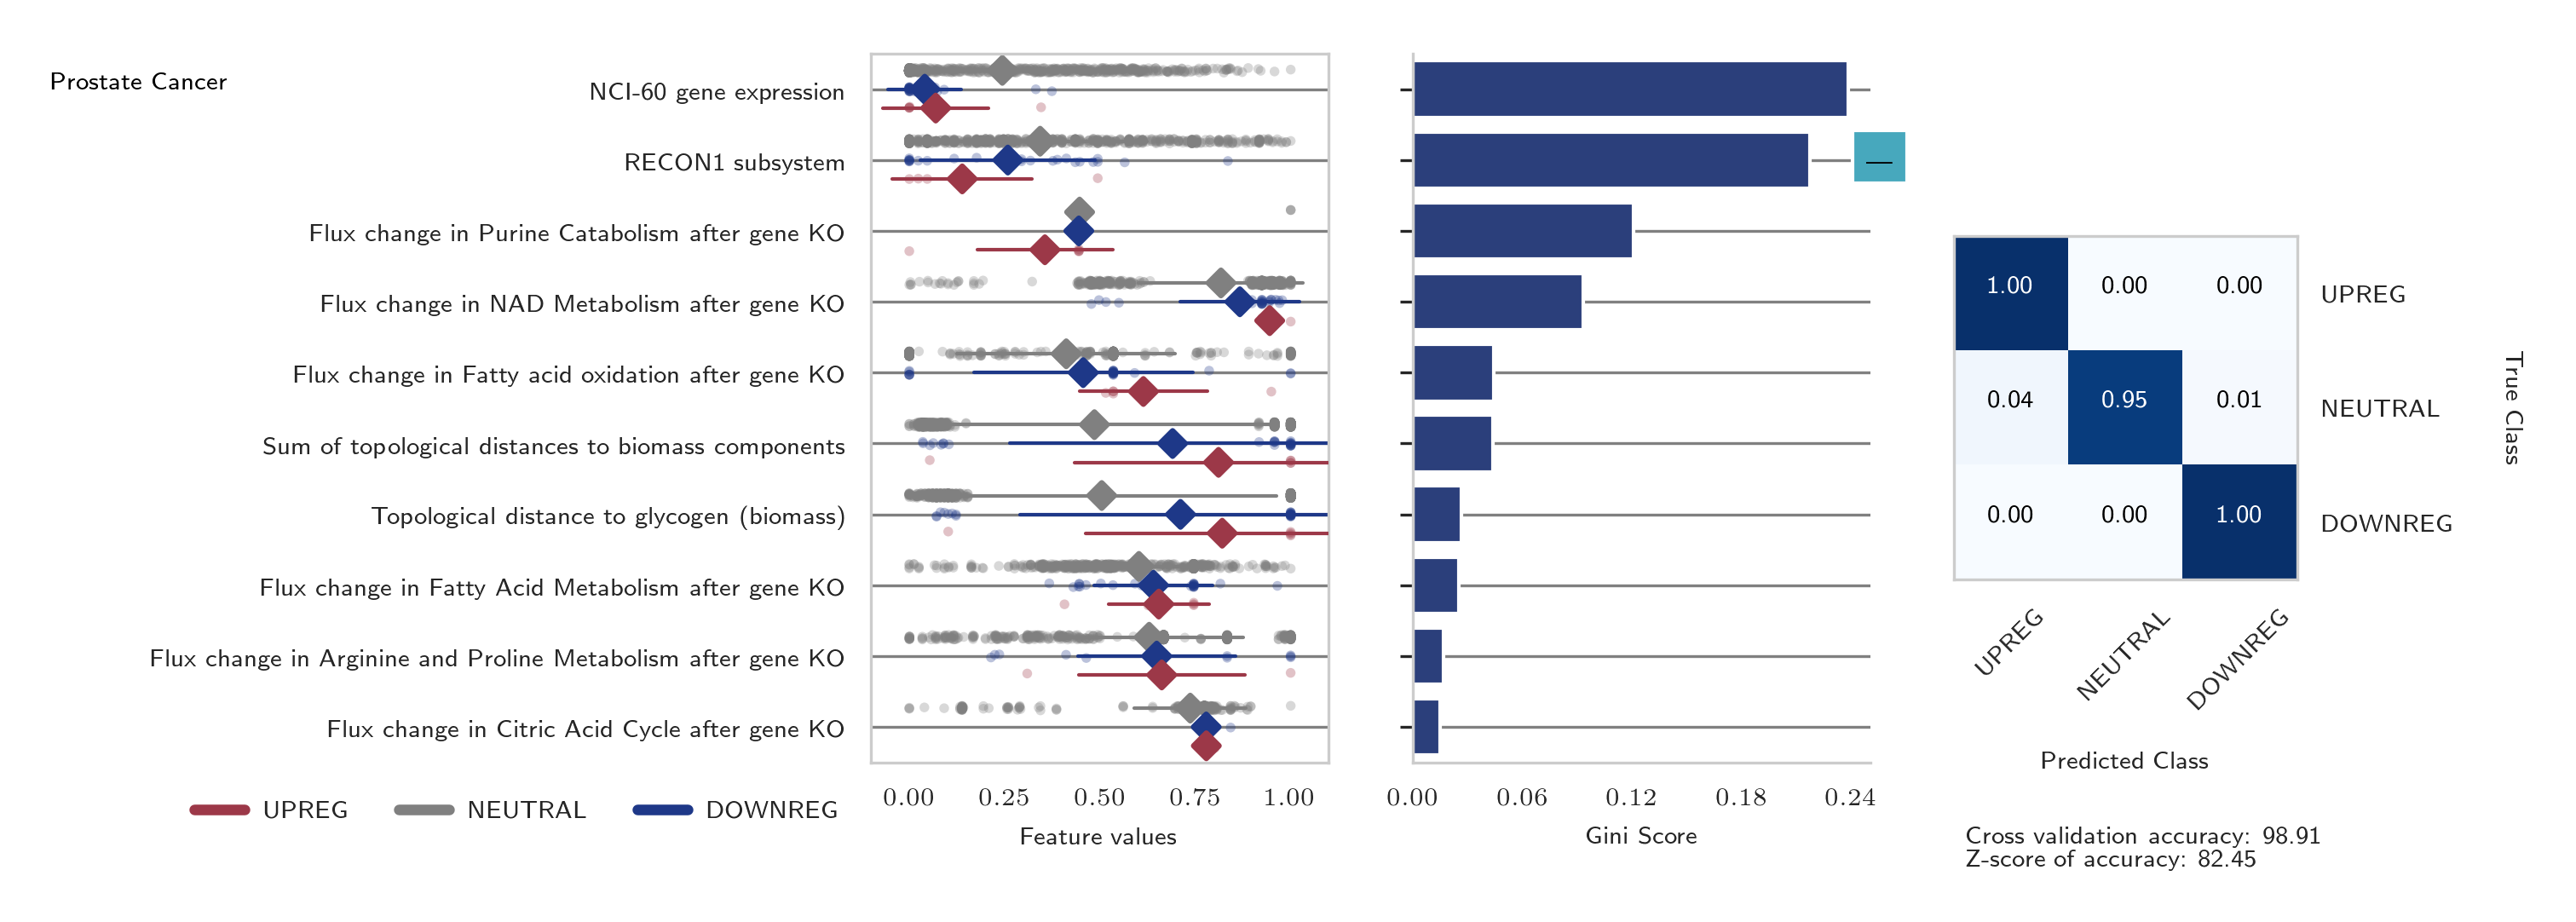 Prostate Cancer
NCI-60 gene expression
RECON1 subsystem
Flux change in Purine Catabolism after gene KO
Flux change in NAD Metabolism after gene KO
Flux change in Fatty acid oxidation after gene KO
Sum of topological distances to biomass components
Topological distance to glycogen (biomass)
Flux change in Fatty Acid Metabolism after gene KO
Flux change in Arginine and Proline Metabolism after gene KO
Flux change in Citric Acid Cycle after gene KO
UPREG NEUTRAL DOWNREG
0.00 0.25 0.50 0.75 1.00
Feature values
—
0.00 0.06 0.12 0.18 0.24
Gini Score
1.00 0.00 0.00 UPREG
0.04 0.95 0.01 NEUTRAL
0.00 0.00 1.00 DOWNREG
True Class
UPREG NEUTRAL DOWNREG
Predicted Class
Cross validation accuracy: 98.91
Z-score of accuracy: 82.45